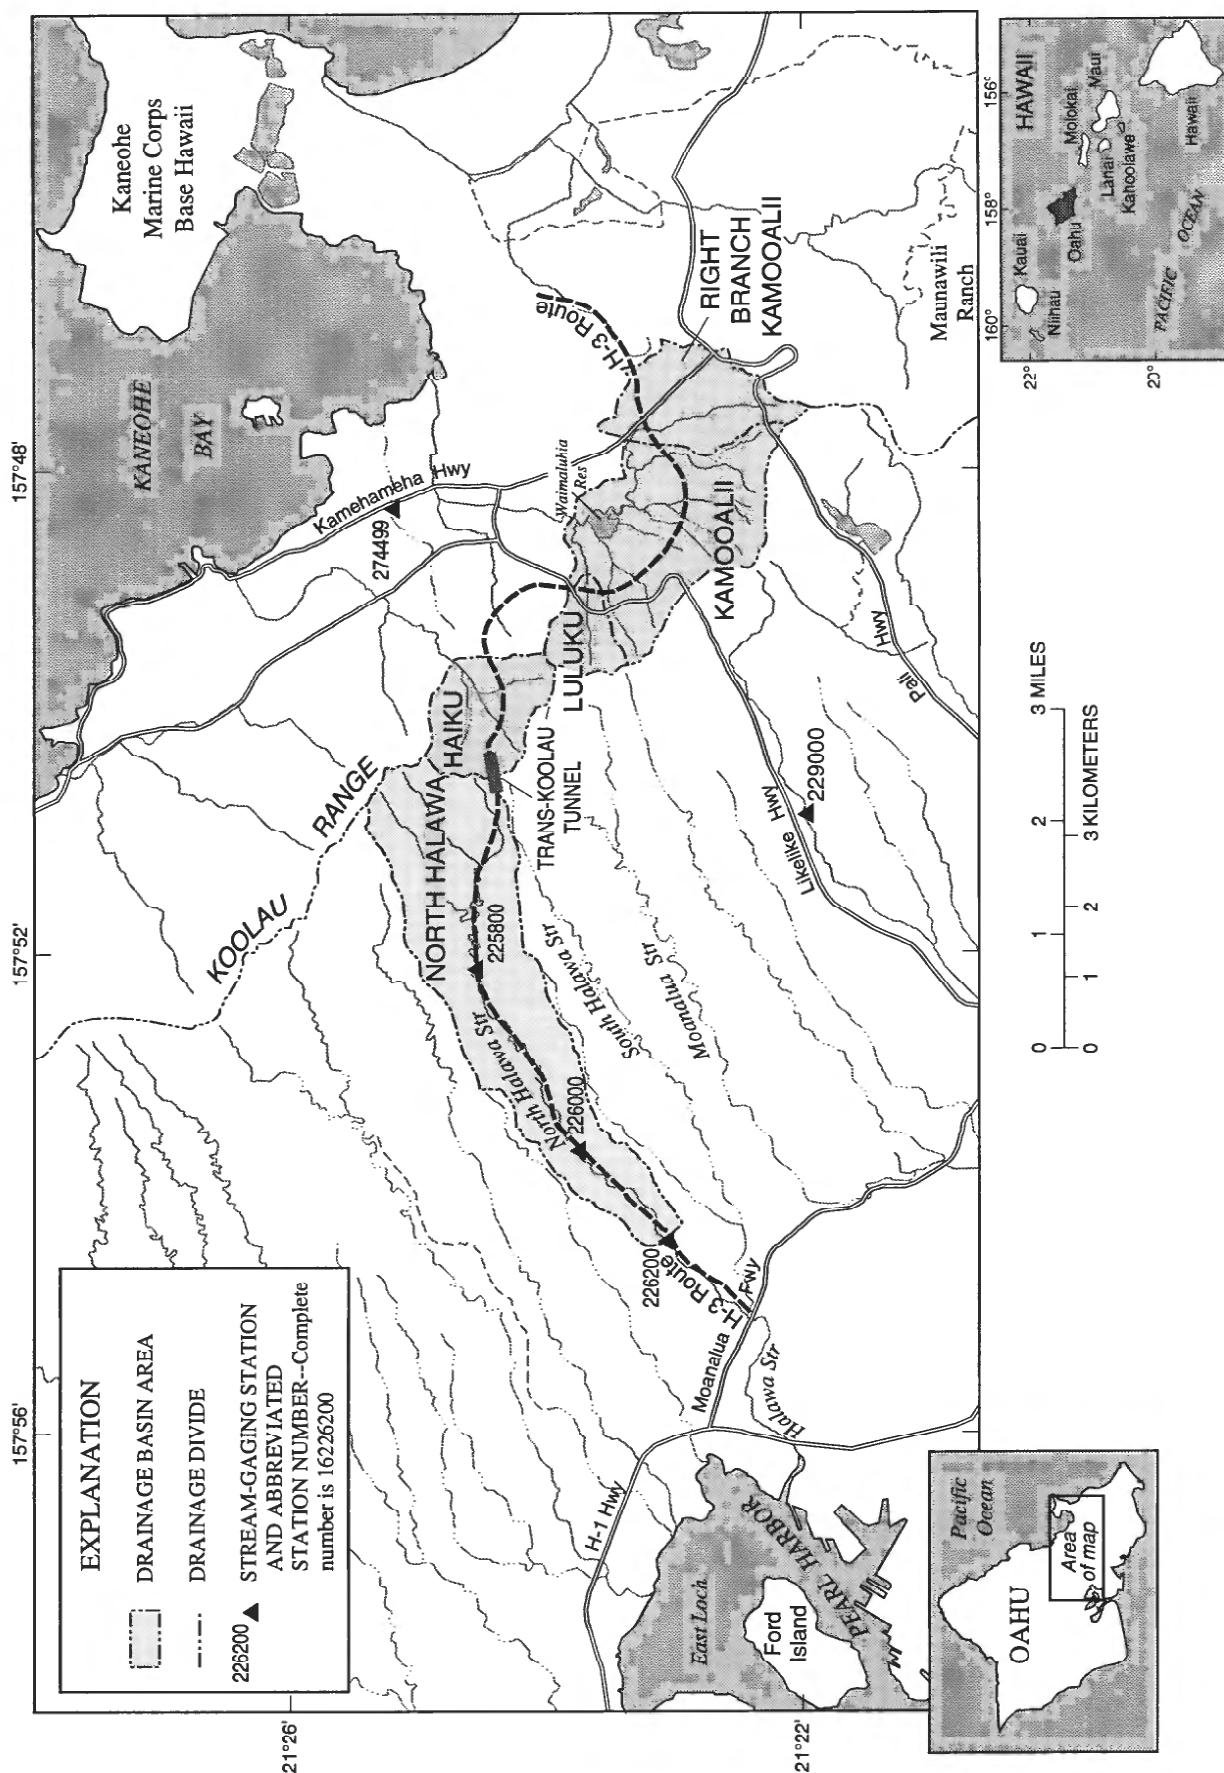 157°56'
157°52'
157°48'
21°26'
21°22'
EXPLANATION
DRAINAGE BASIN AREA
DRAINAGE DIVIDE
226200
STREAM-GAGING STATION
AND ABBREVIATED
STATION NUMBER--Complete
number is 16226200
Kaneohe
Marine Corps
Base Hawaii
KANEOHE
BAY
KOOLAU
RANGE
Kamehameha Hwy
274499
NORTH HALAWA
HAIKU
TRANS-KOOLAU
TUNNEL
LULUKU
Waimalukia
Res
KAMOOALII
RIGHT
BRANCH
KAMOOALII
H-3 Route
Maunawili
Ranch
225800
North Halawa Str
226000
South Halawa Str
Moanalua Str
Likelike Hwy
229000
Pali
Hwy
226200
H-3 Route
Moanalua
Fwy
Halawa Str
H-1 Hwy
East Loch
Ford
Island
PEARL HARBOR
Pacific
Ocean
OAHU
Area
of map
0
1
2
3 MILES
0
1
2
3 KILOMETERS
HAWAII
Kauai
Niihau
Oahu
Molokai
Lanai
Maui
Kahoolawe
Hawaii
PACIFIC
OCEAN
22°
20°
160°
158°
156°